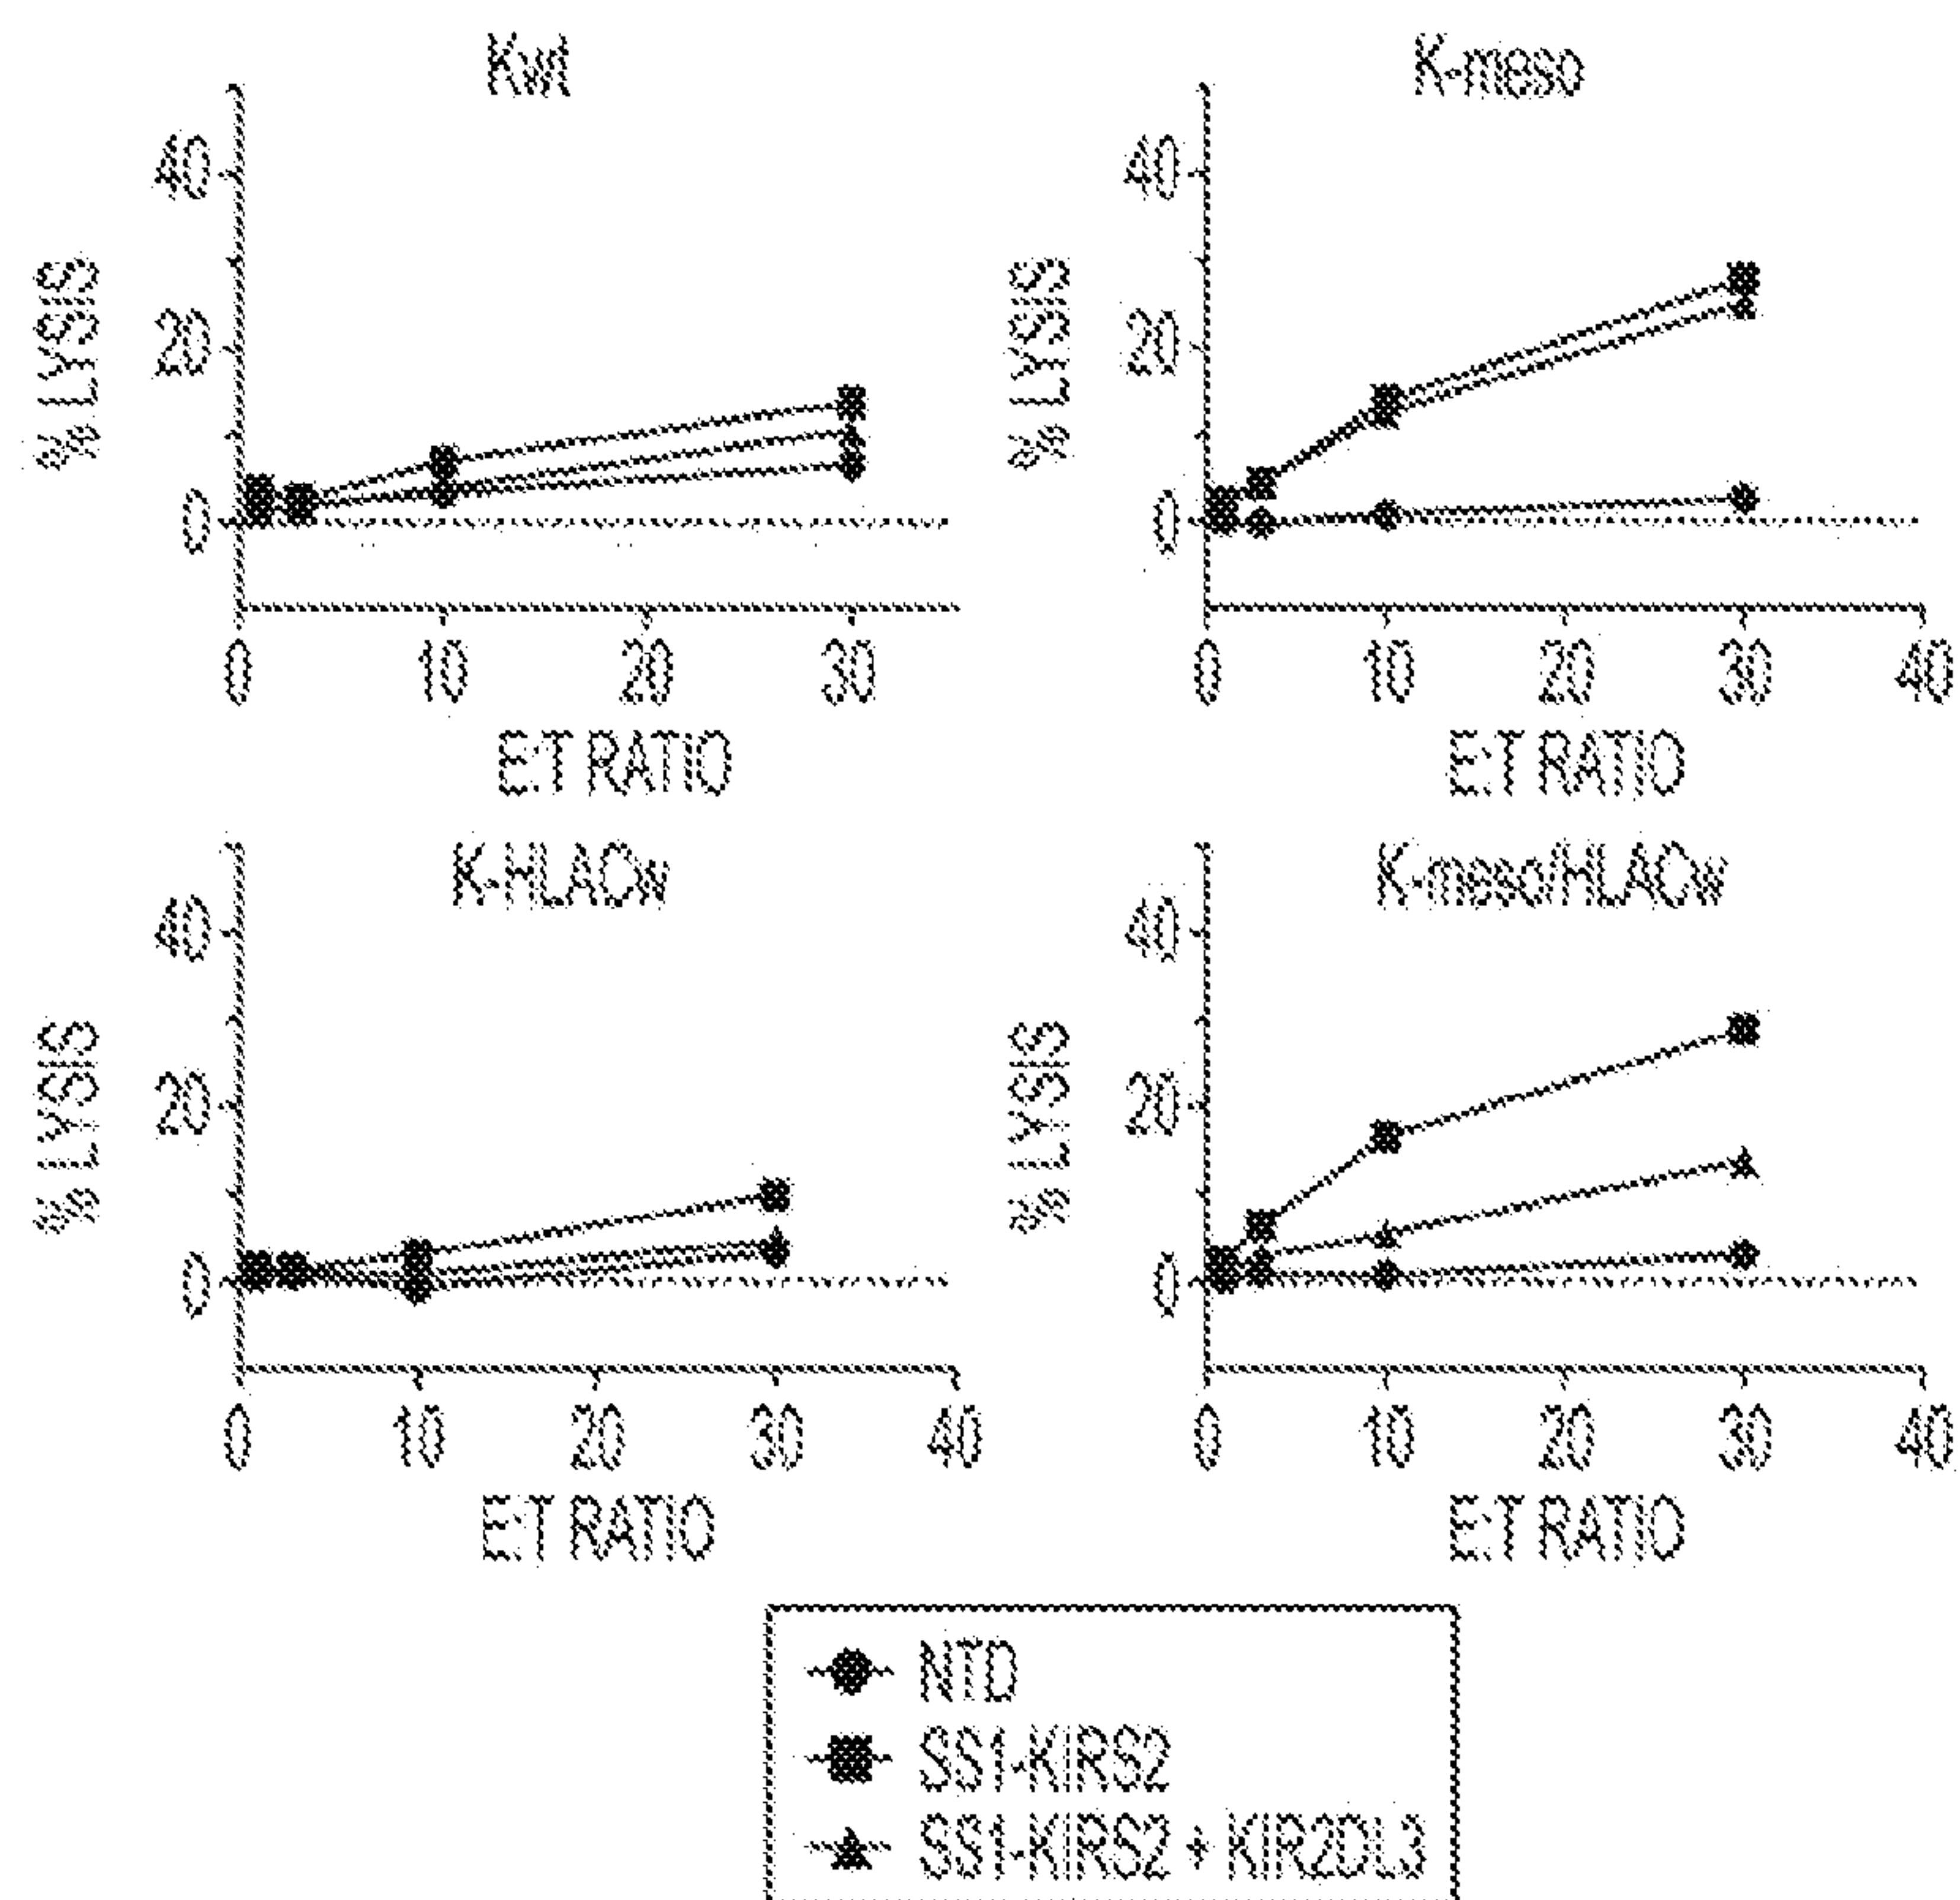 Kwt
% LYSIS
40
20
0
0 10 20 30
E:T RATIO
K-meso
% LYSIS
40
20
0
0 10 20 30 40
E:T RATIO
K-HLACw
% LYSIS
40
20
0
0 10 20 30 40
E:T RATIO
K-meso/HLACw
% LYSIS
40
20
0
0 10 20 30 40
E:T RATIO
NTD
SS1-KIRS2
SS1-KIRS2 + KIR2DL3